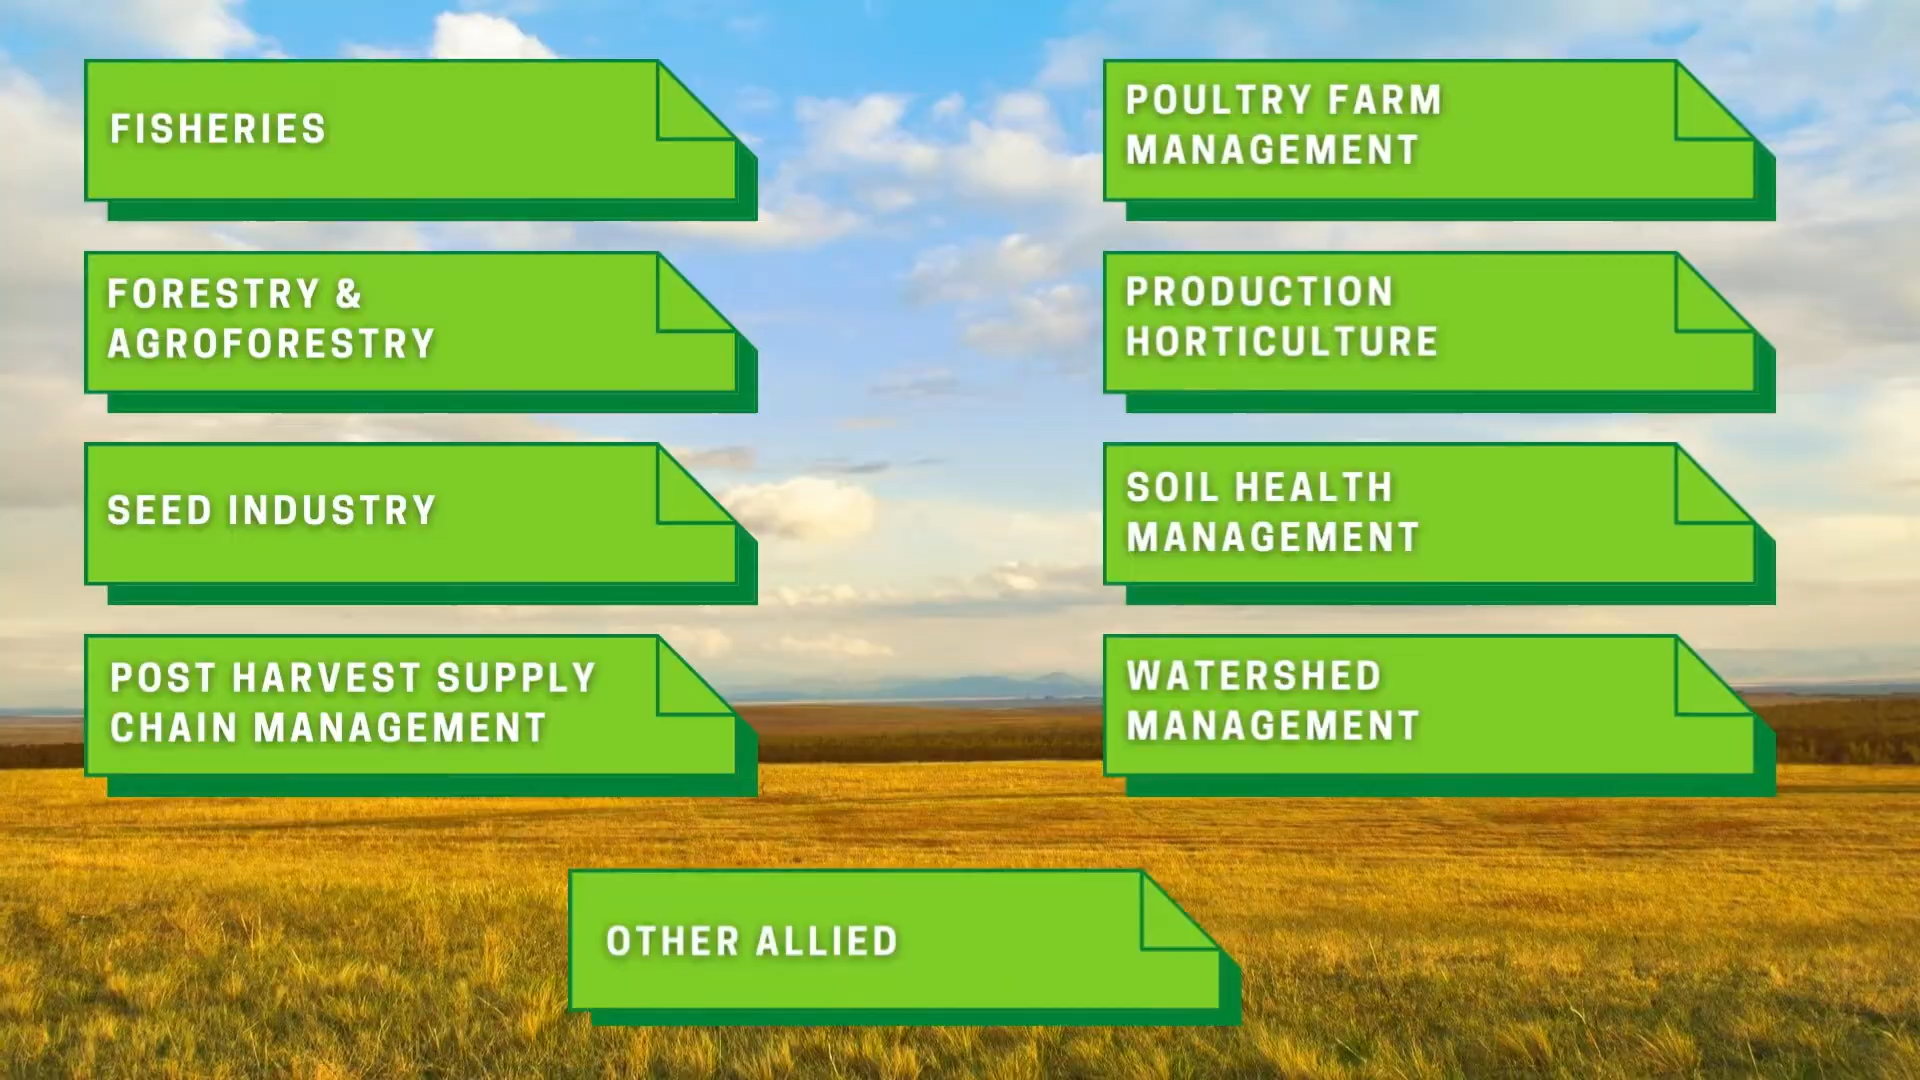 FISHERIES
FORESTRY &
AGROFORESTRY
SEED INDUSTRY
POST HARVEST SUPPLY
CHAIN MANAGEMENT
POULTRY FARM
MANAGEMENT
PRODUCTION
HORTICULTURE
SOIL HEALTH
MANAGEMENT
WATERSHED
MANAGEMENT
OTHER ALLIED